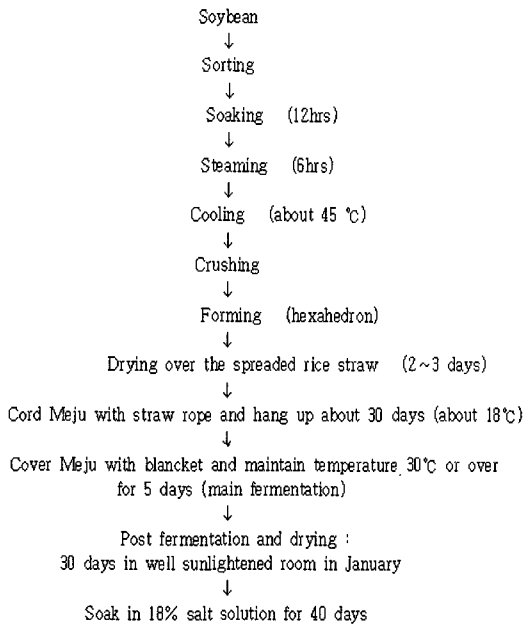 Soybean
↓
Sorting
↓
Soaking (12hrs)
↓
Steaming (6hrs)
↓
Cooling (about 45 ℃)
↓
Crushing
↓
Forming (hexahedron)
↓
Drying over the spreaded rice straw (2~3 days)
↓
Cord Meju with straw rope and hang up about 30 days (about 18℃)
↓
Cover Meju with blancket and maintain temperature 30℃ or over
for 5 days (main fermentation)
↓
Post fermentation and drying :
30 days in well sunlightened room in January
↓
Soak in 18% salt solution for 40 days